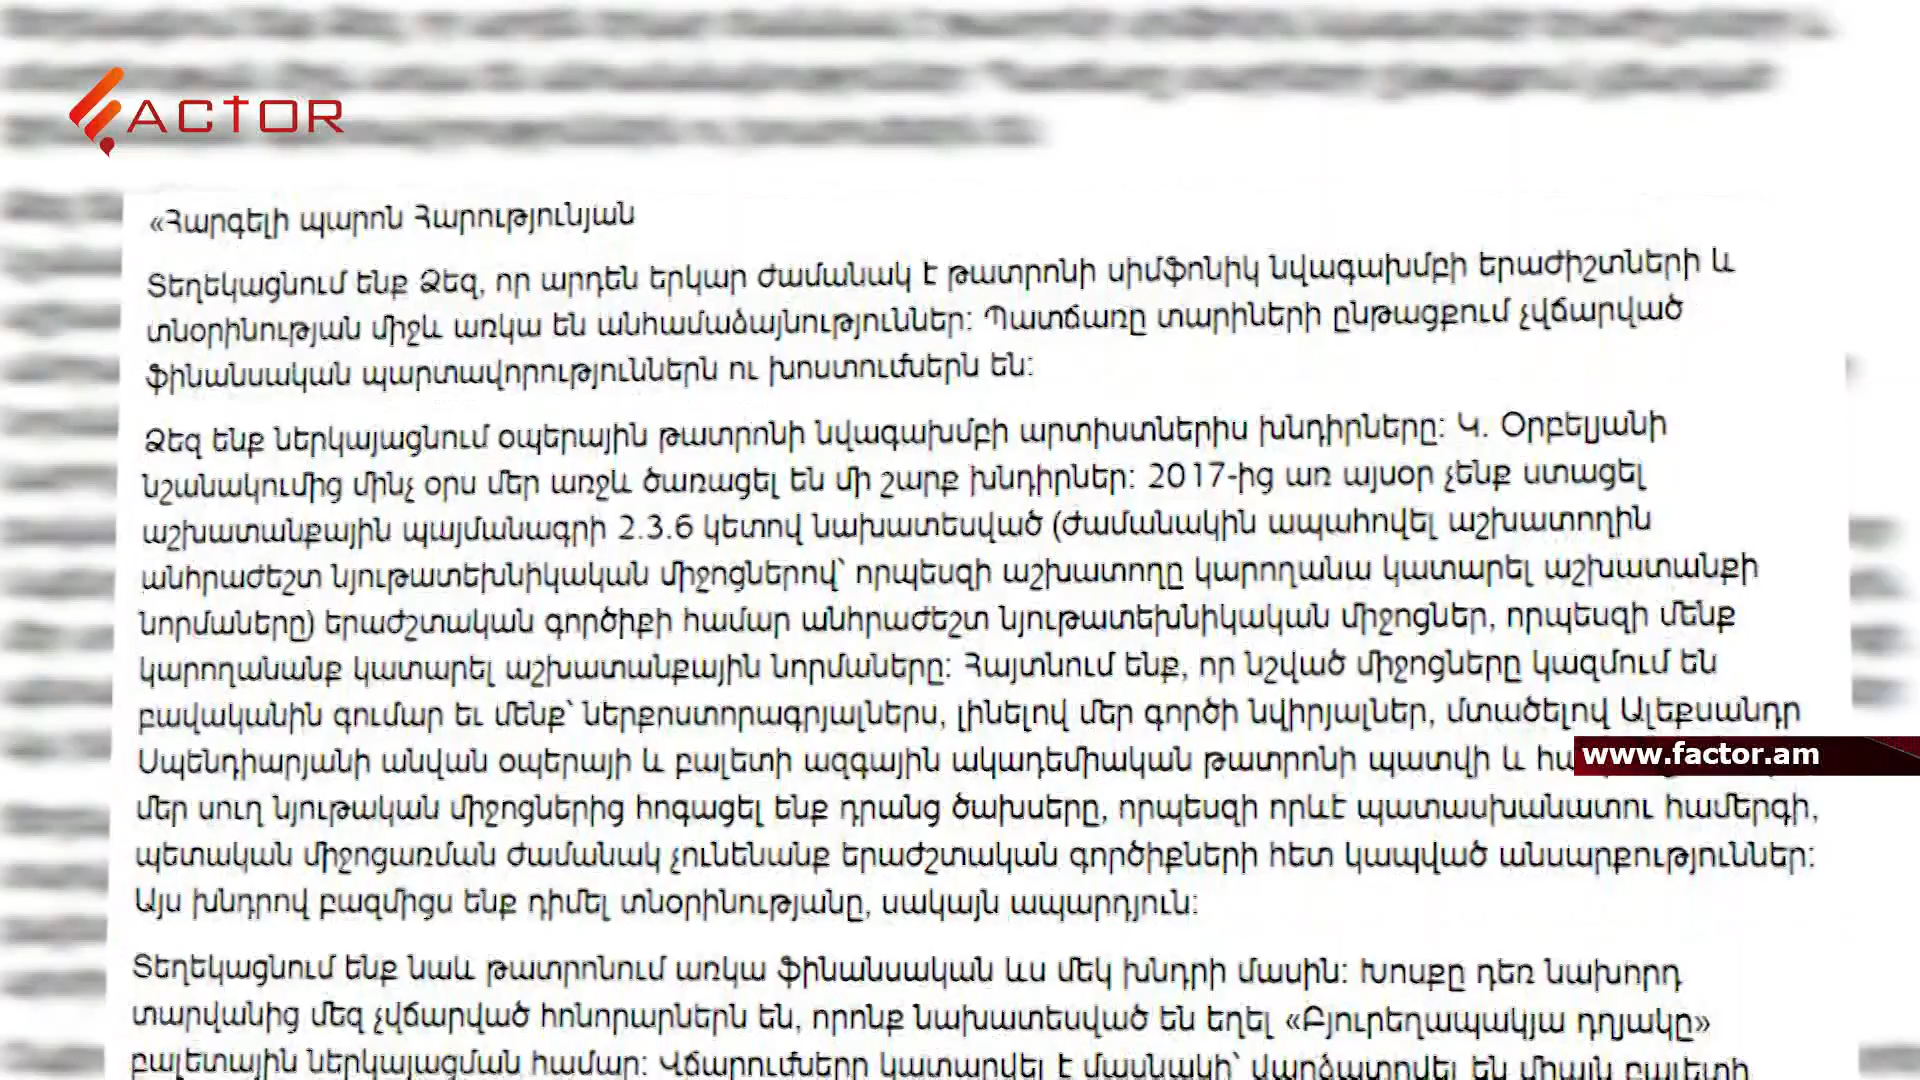 FACTOR
«Հարգելի պարոն Հարությունյան
Տեղեկացնում ենք Ձեզ, որ արդեն երկար ժամանակ է թատրոնի սիմֆոնիկ նվագախմբի երաժիշտների և
տնօրինության միջև առկա են անհամաձայնություններ։ Պատճառը տարիների ընթացքում չվճարված
ֆինանսական պարտավորություններն ու խոստումներն են։
Ձեզ ենք ներկայացնում օպերային թատրոնի նվագախմբի արտիստներիս խնդիրները։ Կ. Օրբելյանի
նշանակումից մինչ օրս մեր առջև ծառացել են մի շարք խնդիրներ։ 2017-ից առ այսօր չենք ստացել
աշխատանքային պայմանագրի 2.3.6 կետով նախատեսված (ժամանակին ապահովել աշխատողին
անհրաժեշտ նյութատեխնիկական միջոցներով՝ որպեսզի աշխատողը կարողանա կատարել աշխատանքի
նորմաները) երաժշտական գործիքի համար անհրաժեշտ նյութատեխնիկական միջոցներ, որպեսզի մենք
կարողանանք կատարել աշխատանքային նորմաները։ Հայտնում ենք, որ նշված միջոցները կազմում են
բավականին գումար եւ մենք՝ ներքոստորագրյալներս, լինելով մեր գործի նվիրյալներ, մտածելով Ալեքսանդր
Սպենդիարյանի անվան օպերայի և բալետի ազգային ակադեմիական թատրոնի պատվի և
www.factor.am
մեր սուղ նյութական միջոցներից հոգացել ենք դրանց ծախսերը, որպեսզի որևէ պատասխանատու համերգի,
պետական միջոցառման ժամանակ չունենանք երաժշտական գործիքների հետ կապված անսարքություններ։
Այս խնդրով բազմիցս ենք դիմել տնօրինությանը, սակայն ապարդյուն։
Տեղեկացնում ենք նաև թատրոնում առկա ֆինանսական ևս մեկ խնդրի մասին։ Խոսքը դեռ նախորդ
տարվանից մեզ չվճարված հոնորարներն են, որոնք նախատեսված են եղել «Բյուրեղապակյա դղյակը»
բալետային ներկայացման համար։ Վճարումները կատարվել է մասնակի՝ վարձատրվել են միայն բալետի